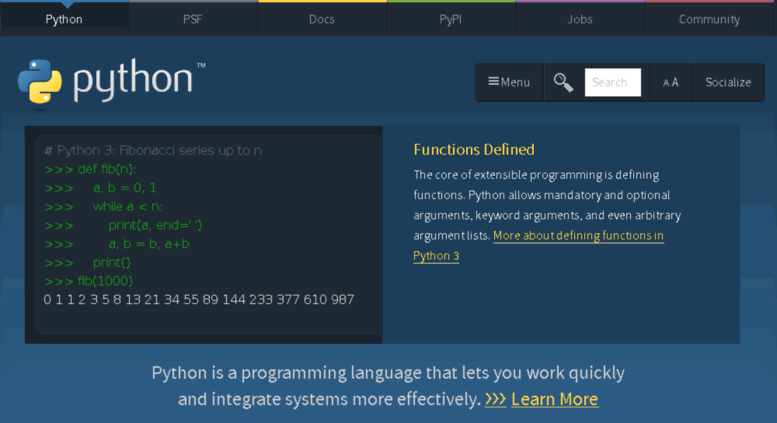 Python PSF Docs PyPI Jobs Community
python™
Menu Search A A Socialize
# Python 3: Fibonacci series up to n
>>> def fib(n):
>>> a, b = 0, 1
>>> while a < n:
>>> print(a, end=' ')
>>> a, b = b, a+b
>>> print()
>>> fib(1000)
0 1 1 2 3 5 8 13 21 34 55 89 144 233 377 610 987
Functions Defined
The core of extensible programming is defining
functions. Python allows mandatory and optional
arguments, keyword arguments, and even arbitrary
argument lists. More about defining functions in
Python 3
Python is a programming language that lets you work quickly
and integrate systems more effectively. >>> Learn More